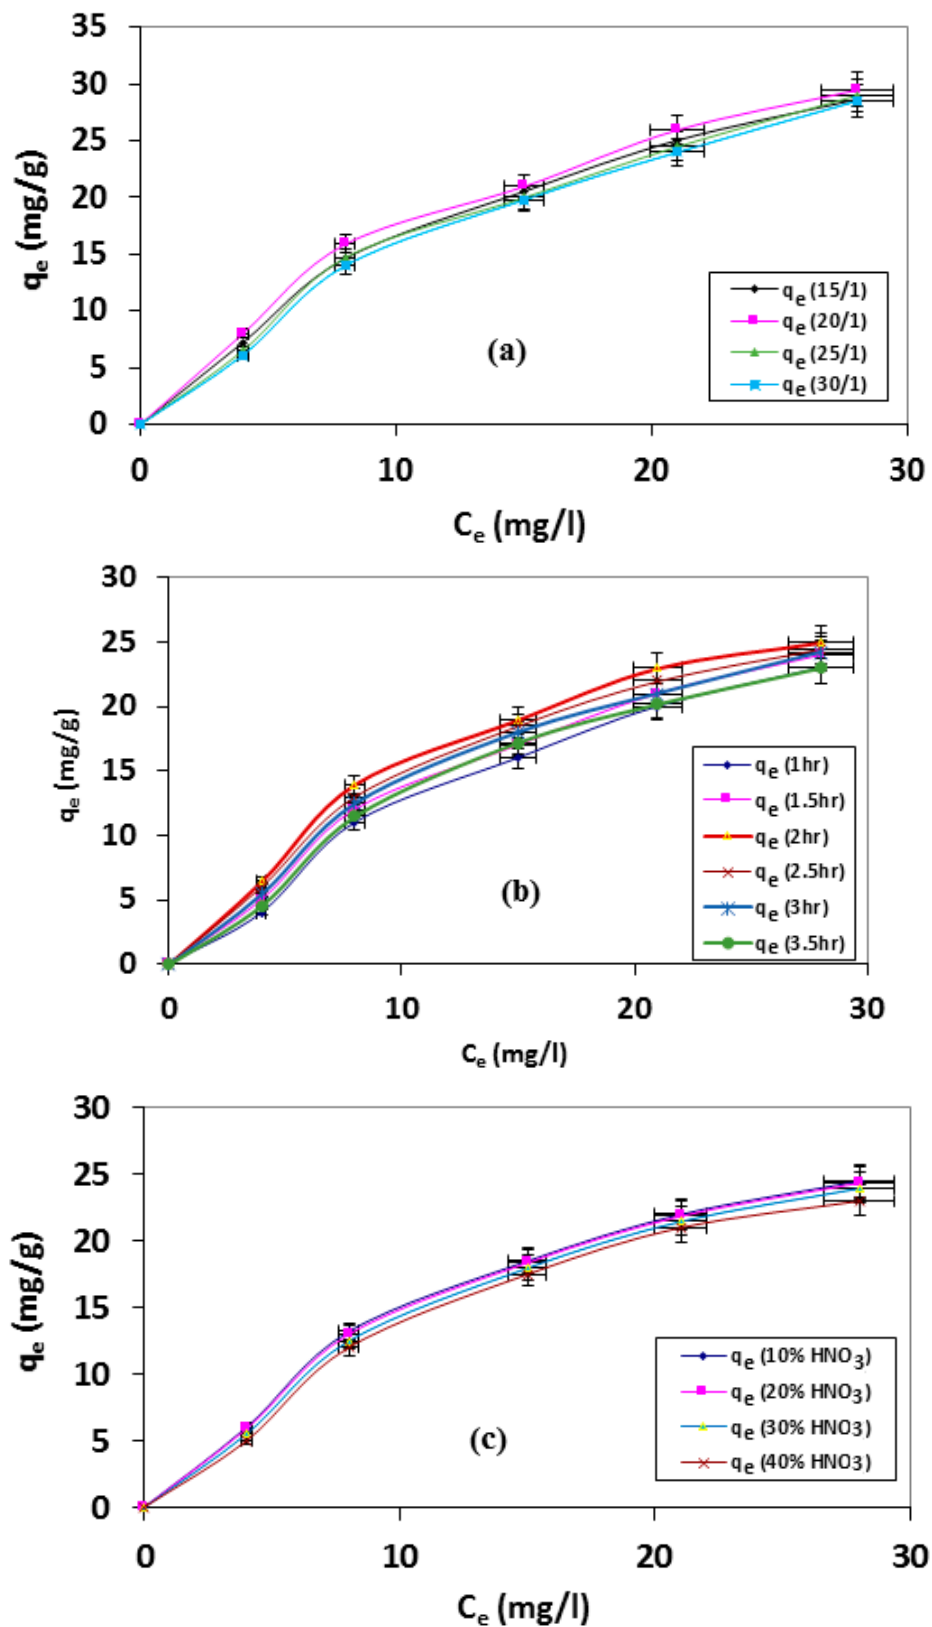 35
30
25
20
15
10
5
0
qe (mg/g)
(a)
qe (15/1)
qe (20/1)
qe (25/1)
qe (30/1)
0 10 20 30
Ce (mg/l)
30
25
20
15
10
5
0
qe (mg/g)
(b)
qe (1hr)
qe (1.5hr)
qe (2hr)
qe (2.5hr)
qe (3hr)
qe (3.5hr)
0 10 20 30
Ce (mg/l)
30
25
20
15
10
5
0
qe (mg/g)
(c)
qe (10% HNO3)
qe (20% HNO3)
qe (30% HNO3)
qe (40% HNO3)
0 10 20 30
Ce (mg/l)